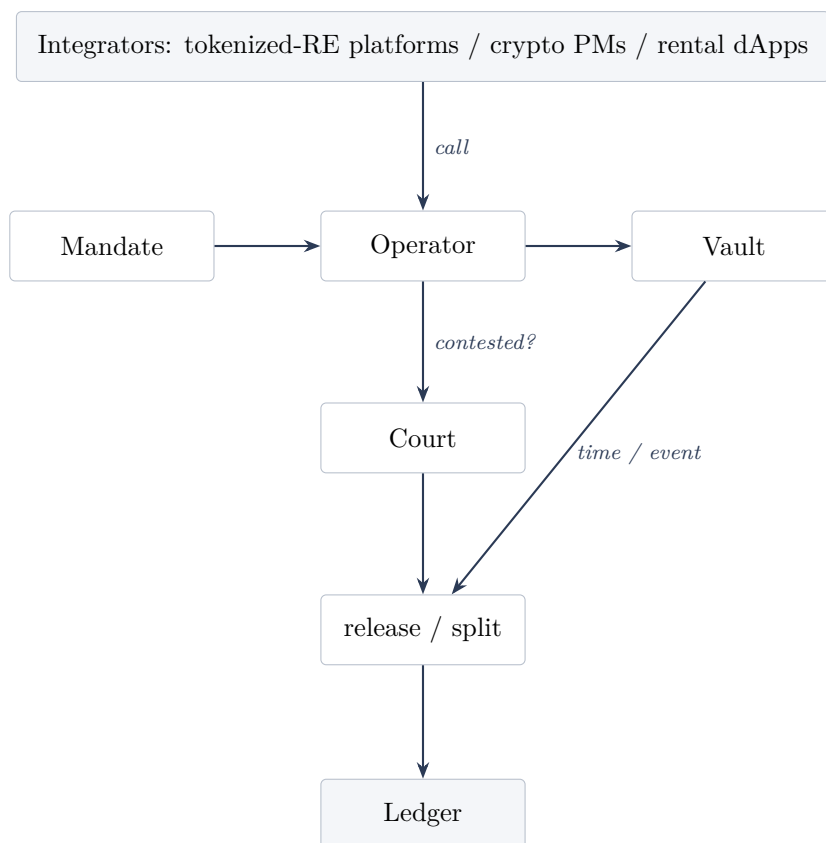 Integrators: tokenized-RE platforms / crypto PMs / rental dApps
call
Mandate
Operator
Vault
contested?
Court
time / event
release / split
Ledger